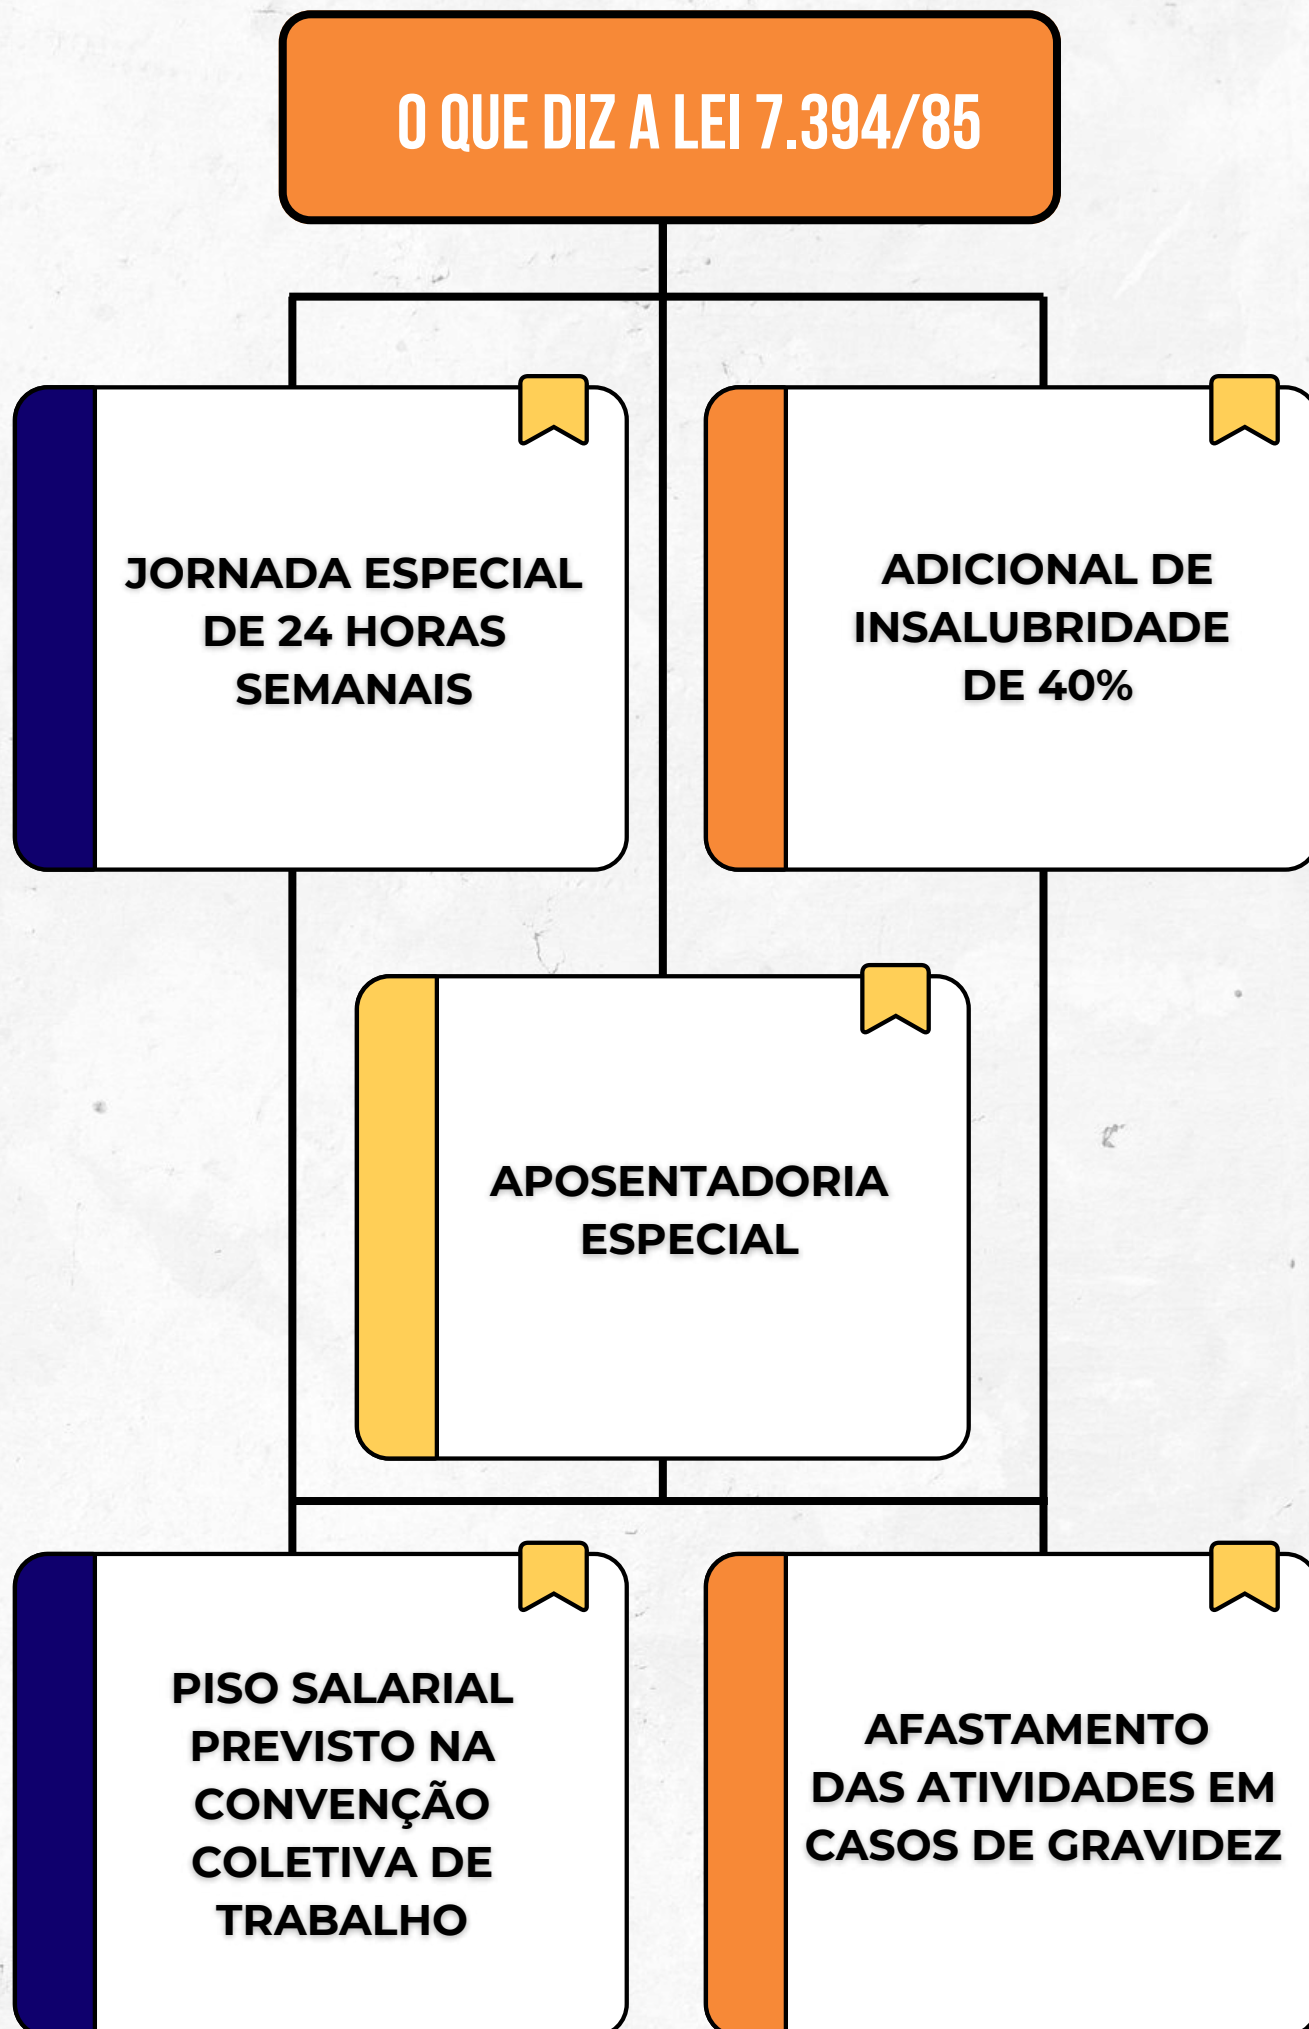 O QUE DIZ A LEI 7.394/85
JORNADA ESPECIAL
DE 24 HORAS
SEMANAIS
ADICIONAL DE
INSALUBRIDADE
DE 40%
APOSENTADORIA
ESPECIAL
PISO SALARIAL
PREVISTO NA
CONVENÇÃO
COLETIVA DE
TRABALHO
AFASTAMENTO
DAS ATIVIDADES EM
CASOS DE GRAVIDEZ